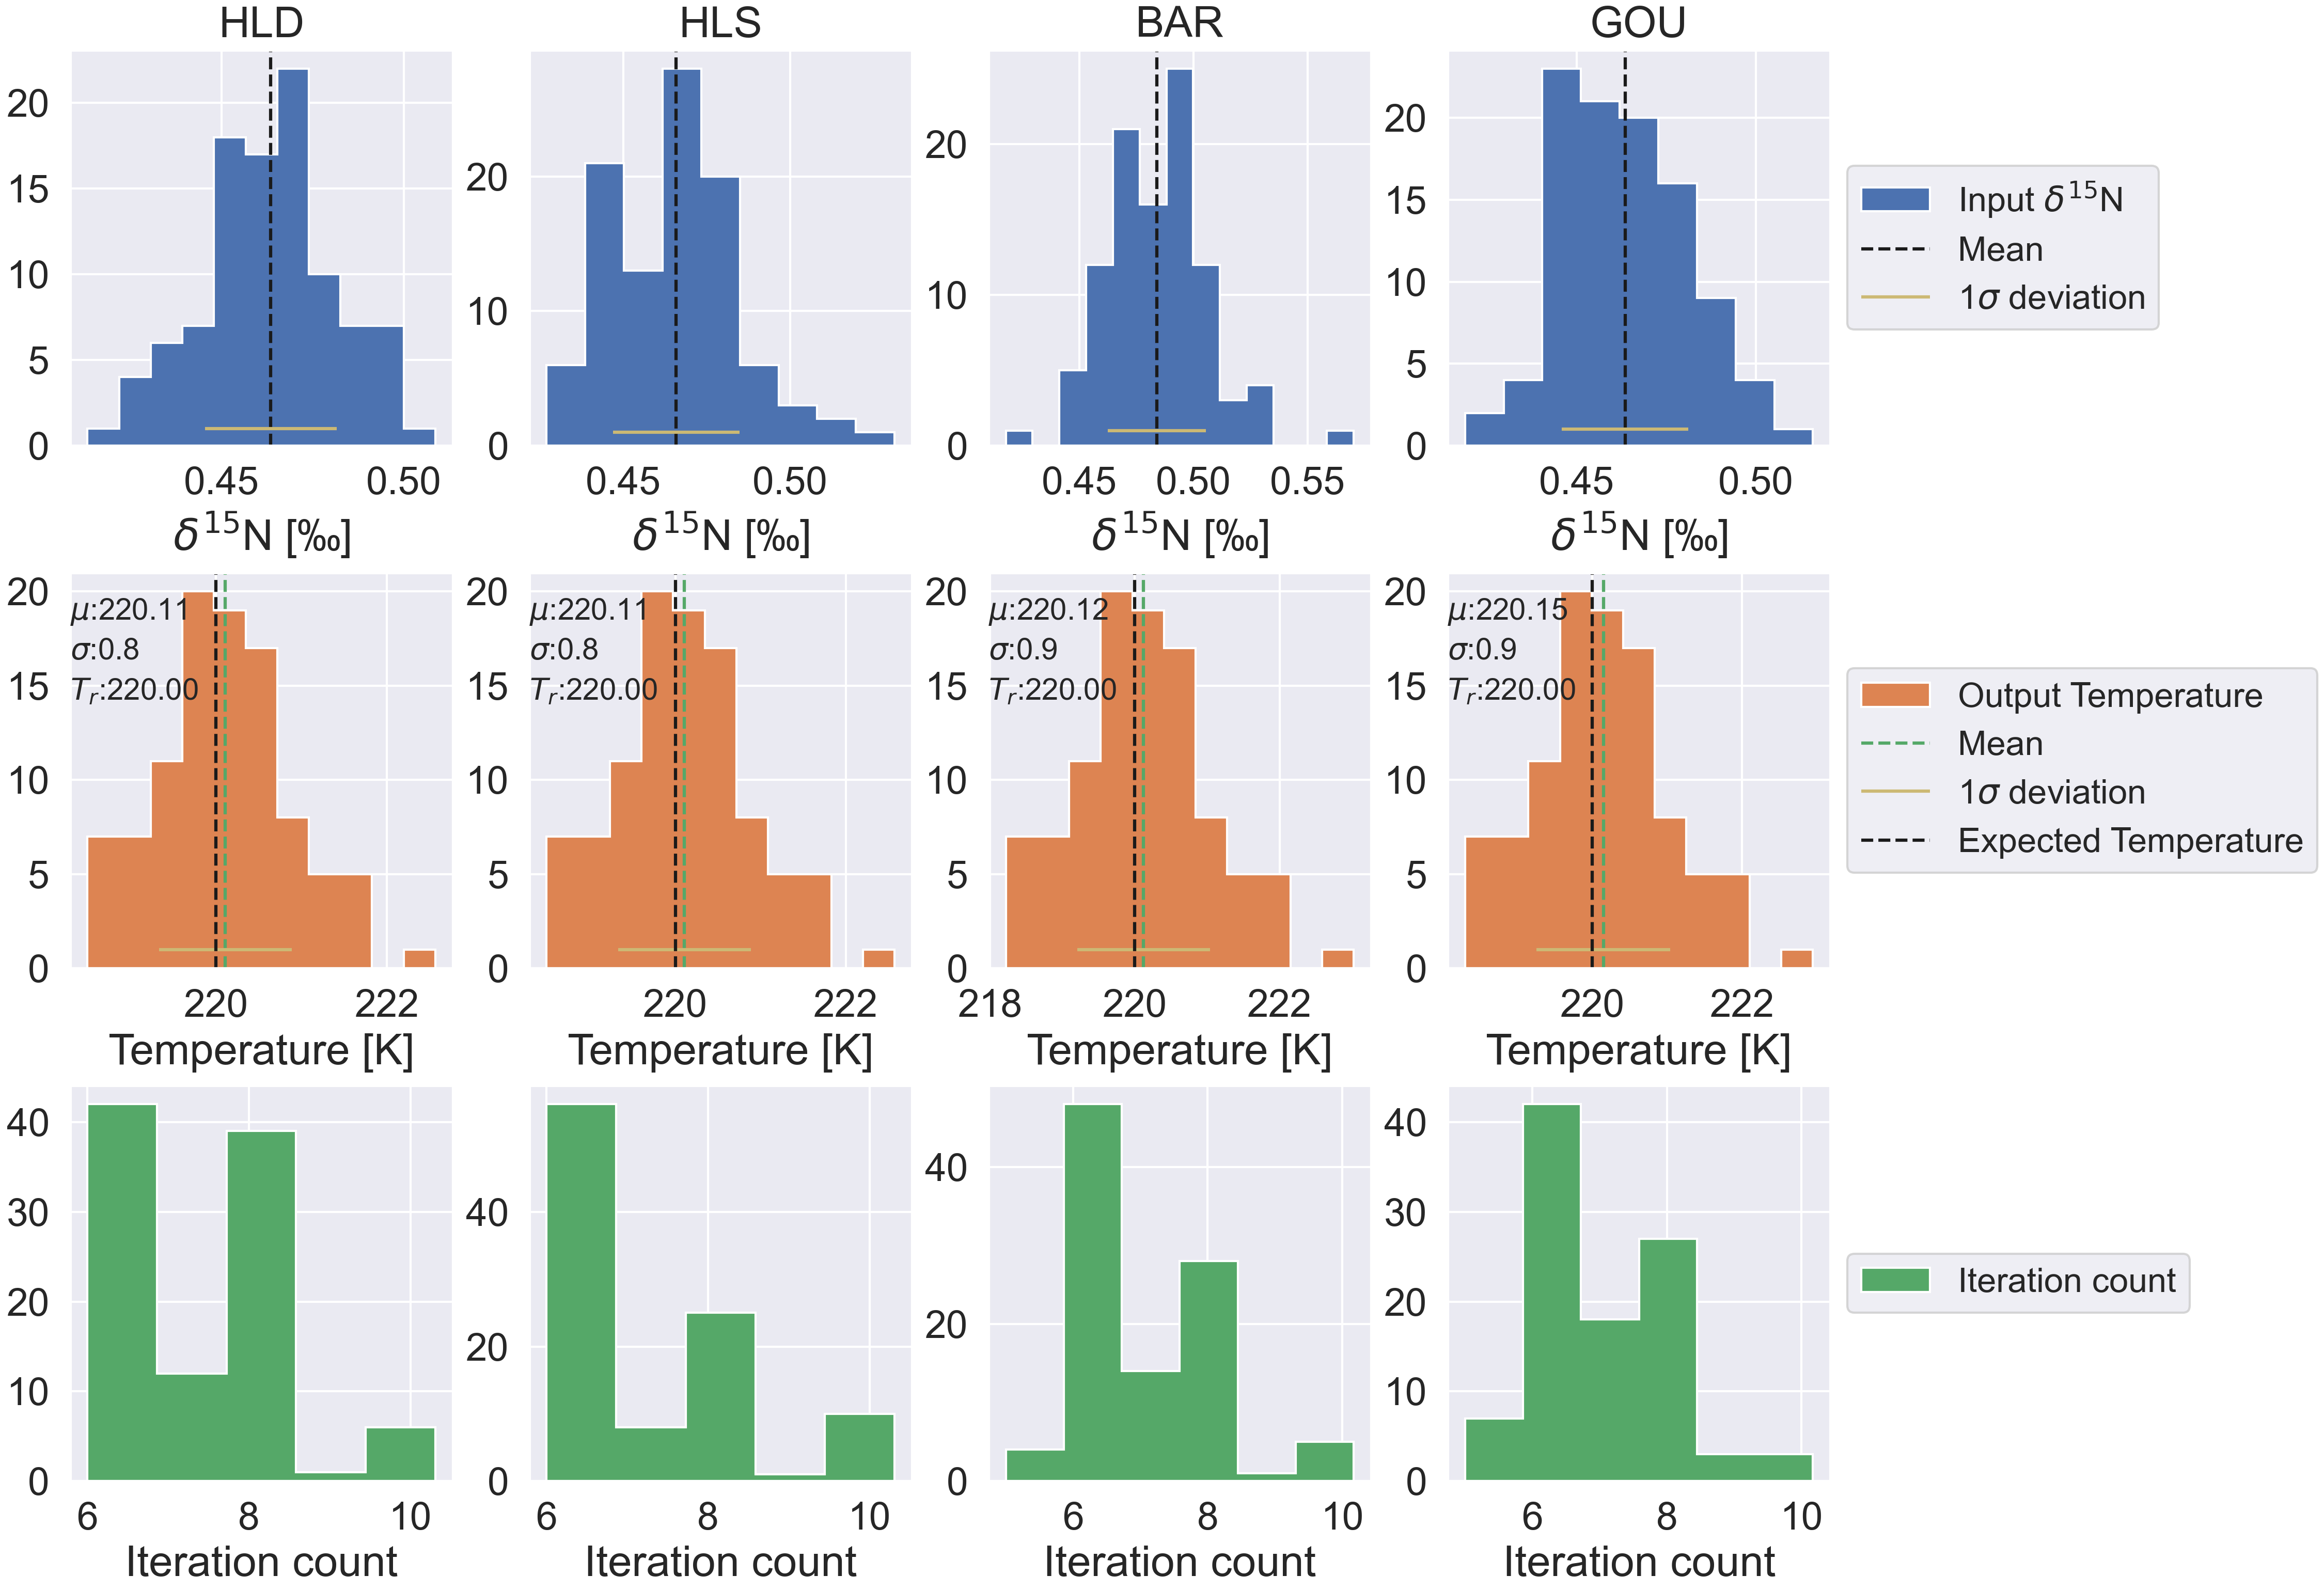 HLD HLS BAR GOU
20 15 10 5 0
20 10 0
20 10 0
20 15 10 5 0
0.45 0.50
0.45 0.50
0.45 0.50 0.55
0.45 0.50
δ¹⁵N [‰] δ¹⁵N [‰] δ¹⁵N [‰] δ¹⁵N [‰]
Input δ¹⁵N
Mean
1σ deviation
20 15 10 5 0
μ:220.11
σ:0.8
Tᵣ:220.00
20 15 10 5 0
μ:220.11
σ:0.8
Tᵣ:220.00
20 15 10 5 0
μ:220.12
σ:0.9
Tᵣ:220.00
20 15 10 5 0
μ:220.15
σ:0.9
Tᵣ:220.00
220 222
220 222
218 220 222
220 222
Temperature [K] Temperature [K] Temperature [K] Temperature [K]
Output Temperature
Mean
1σ deviation
Expected Temperature
40 30 20 10 0
40 20 0
40 20 0
40 30 20 10 0
6 8 10
6 8 10
6 8 10
6 8 10
Iteration count Iteration count Iteration count Iteration count
Iteration count